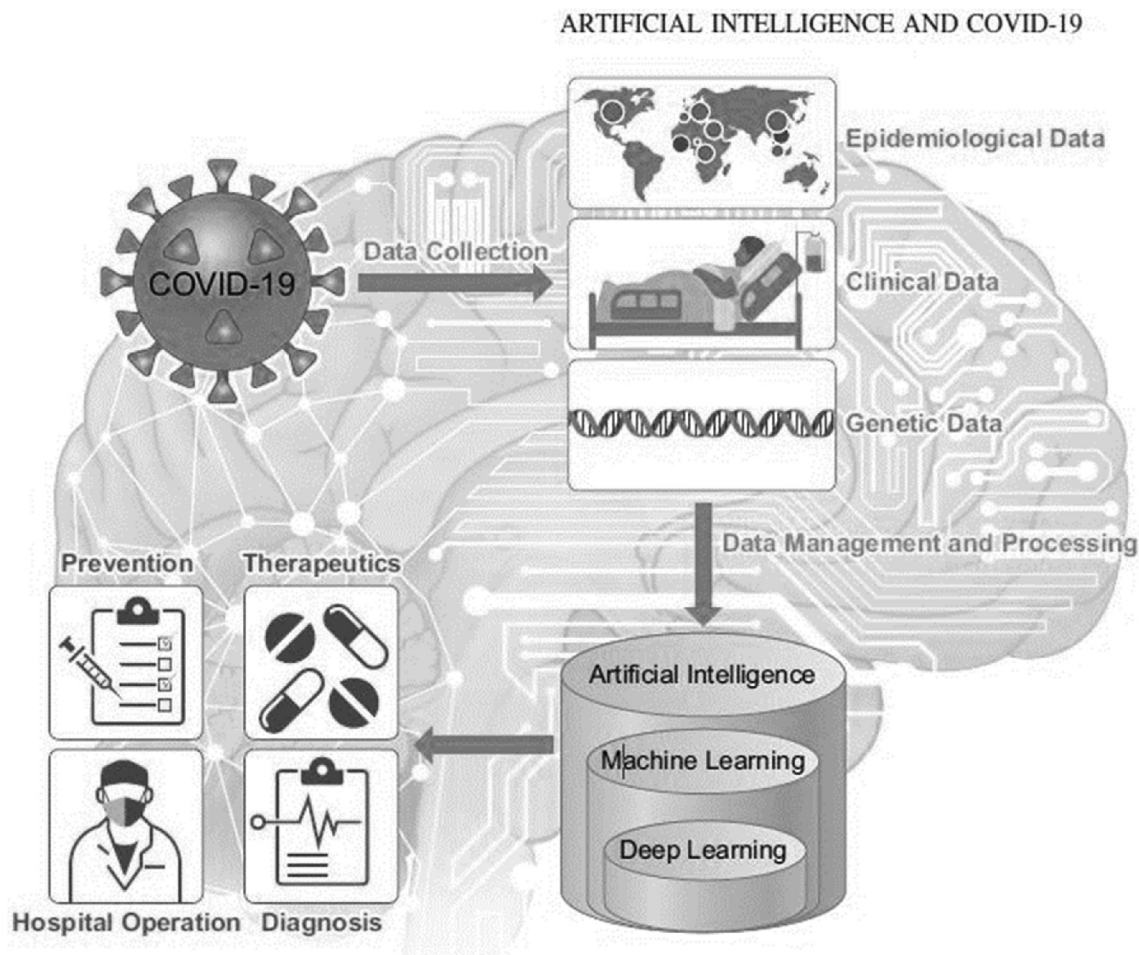 ARTIFICIAL INTELLIGENCE AND COVID-19
Epidemiological Data
Data Collection
COVID-19
Clinical Data
Genetic Data
Data Management and Processing
Prevention
Therapeutics
Artificial Intelligence
Machine Learning
Deep Learning
Hospital Operation
Diagnosis